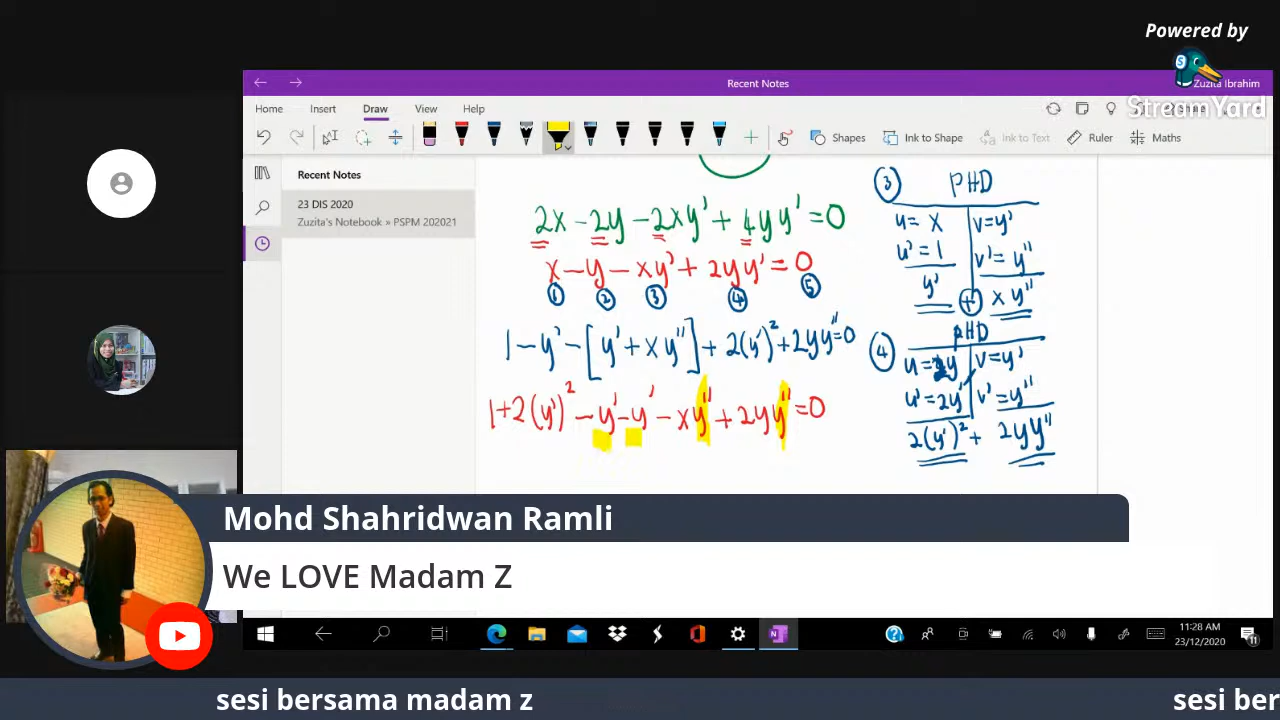 Powered by
StreamYard
Recent Notes
Zuzita Ibrahim
Home Insert Draw View Help
Shapes Ink to Shape Ink to Text Ruler Maths
Recent Notes
23 DIS 2020
Zuzita's Notebook » PSPM 202021
2x - 2y - 2xy' + 4yy' = 0
x - y - xy' + 2yy' = 0
① ② ③ ④ ⑤
1 - y' - [y' + xy''] + 2(y')² + 2yy'' = 0
1 + 2(y')² - y' - y' - xy'' + 2yy'' = 0
③ PHD
u = x v = y'
u' = 1 v' = y''
y' + xy''
④ PHD
u = 2y v = y'
u' = 2y' v' = y''
2(y')² + 2yy''
Mohd Shahridwan Ramli
We LOVE Madam Z
11:28 AM
23/12/2020
11
sesi bersama madam z
sesi ber